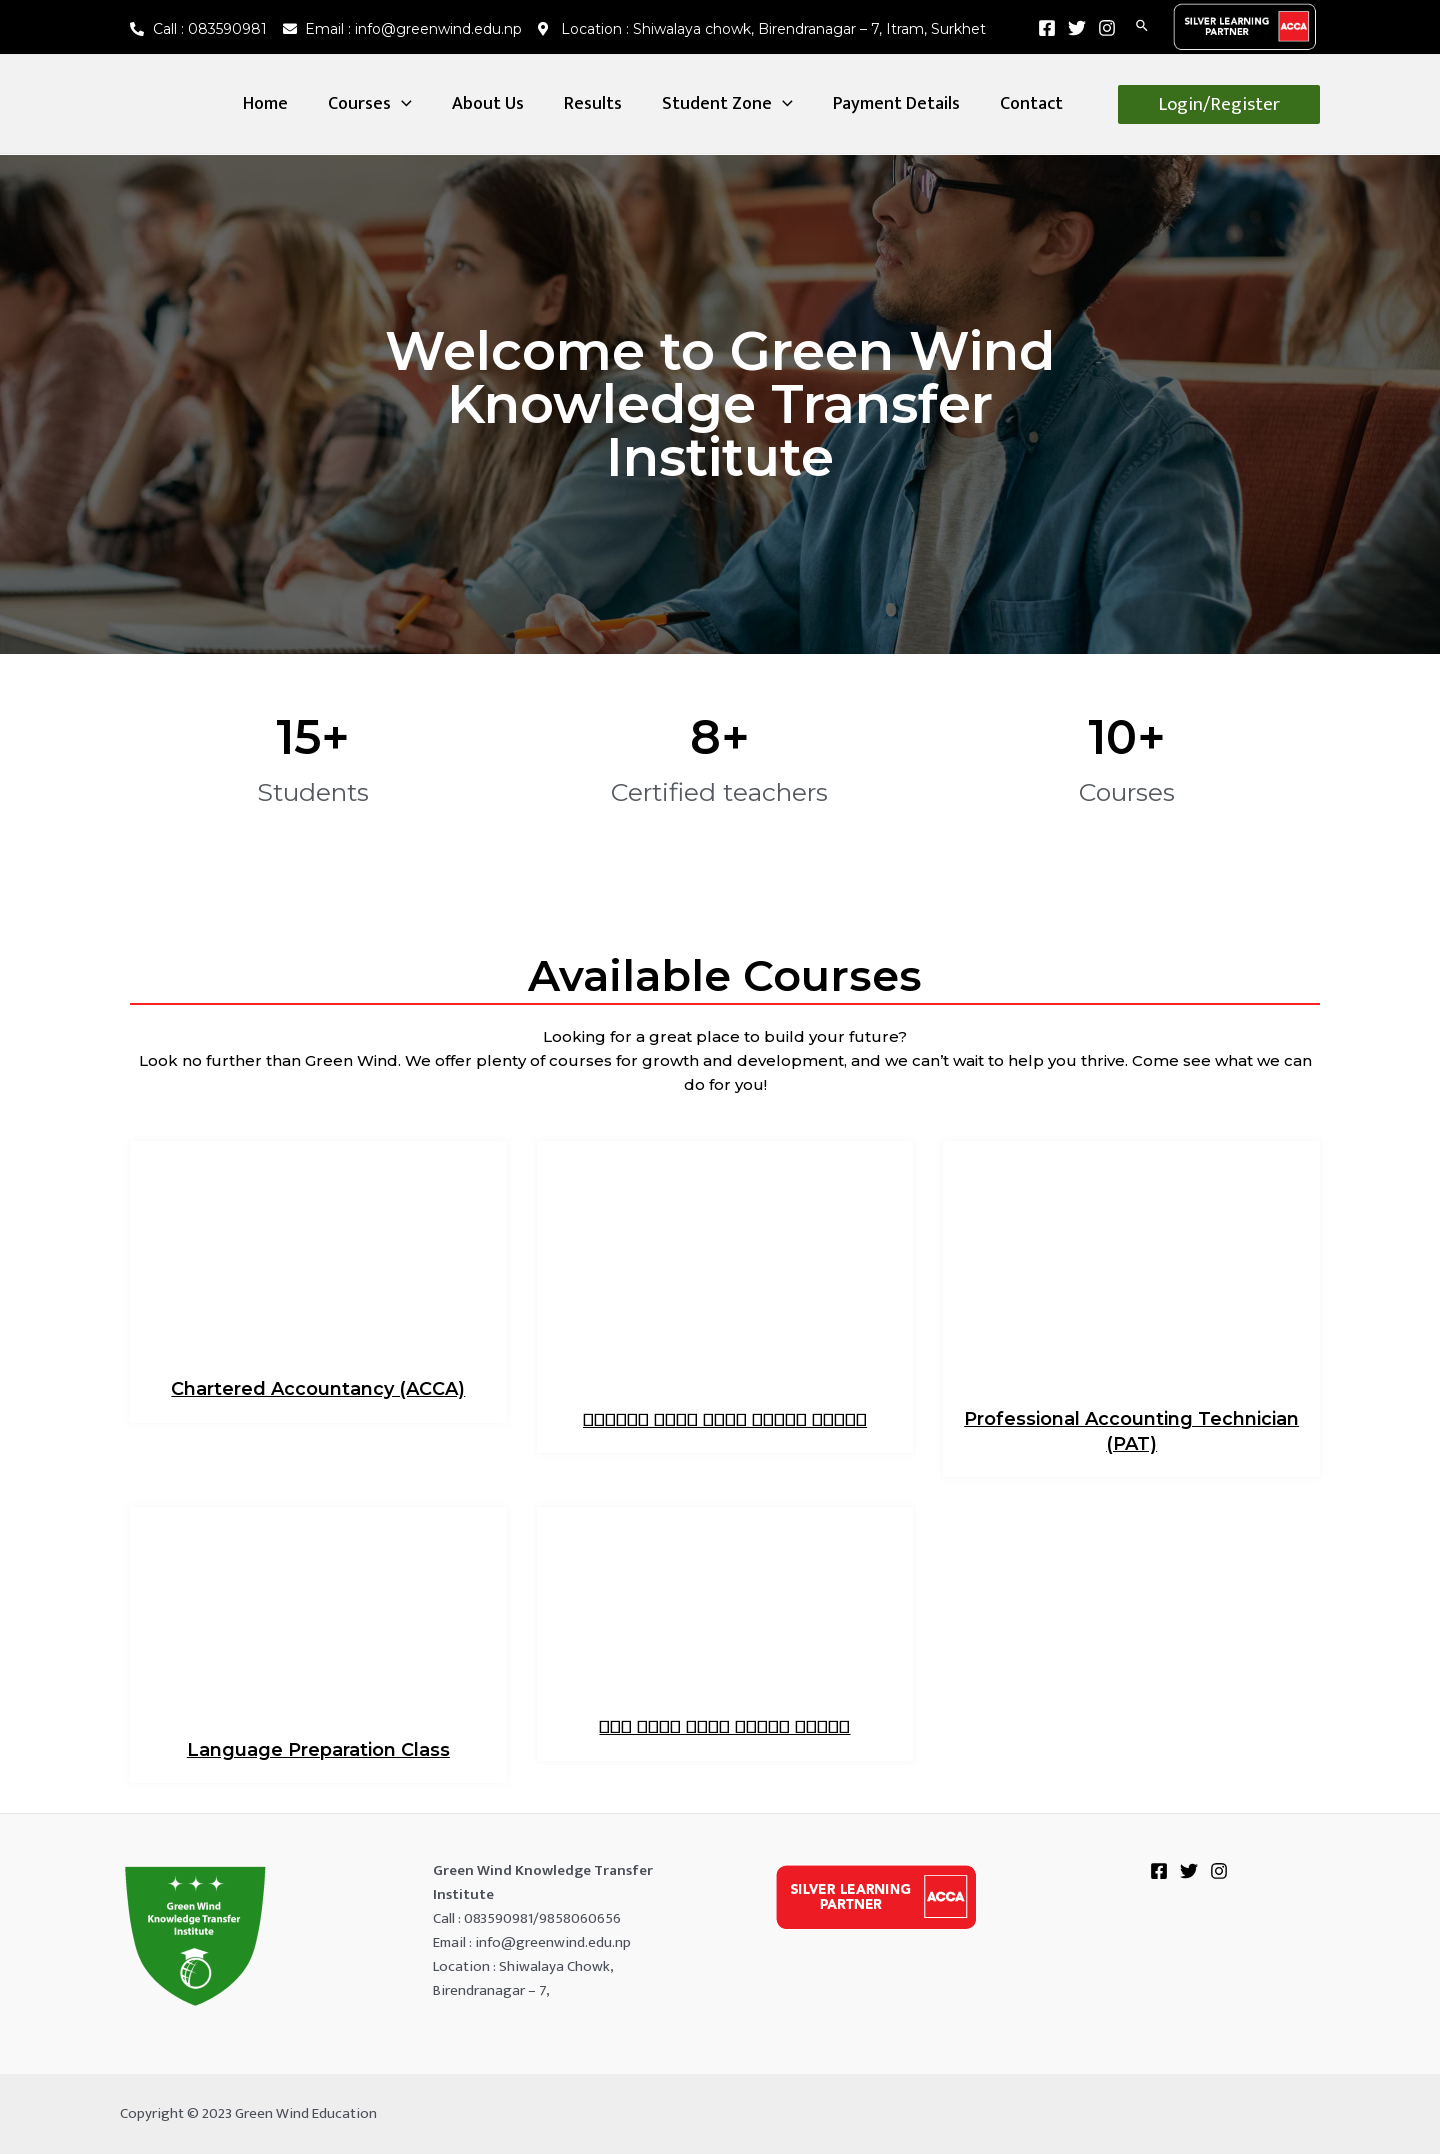 Call : 083590981 Email : info@greenwind.edu.np Location : Shiwalaya chowk, Birendranagar – 7, Itram, Surkhet
SILVER LEARNING
PARTNER
ACCA
Home Courses About Us Results Student Zone Payment Details Contact Login/Register
Welcome to Green Wind
Knowledge Transfer
Institute
15+ 8+ 10+
Students Certified teachers Courses
Available Courses
Looking for a great place to build your future?
Look no further than Green Wind. We offer plenty of courses for growth and development, and we can’t wait to help you thrive. Come see what we can
do for you!
Chartered Accountancy (ACCA)
Professional Accounting Technician
(PAT)
Language Preparation Class
Green Wind
Knowledge Transfer
Institute
Green Wind Knowledge Transfer
Institute
Call : 083590981/9858060656
Email : info@greenwind.edu.np
Location : Shiwalaya Chowk,
Birendranagar – 7,
SILVER LEARNING
PARTNER
ACCA
Copyright © 2023 Green Wind Education